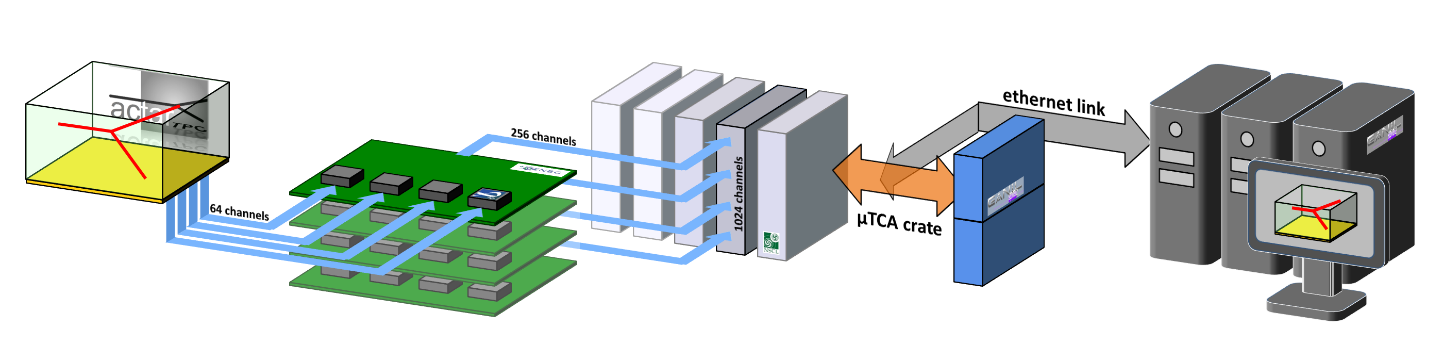 actar
TPC
64 channels
256 channels
1024 channels
µTCA crate
ethernet link